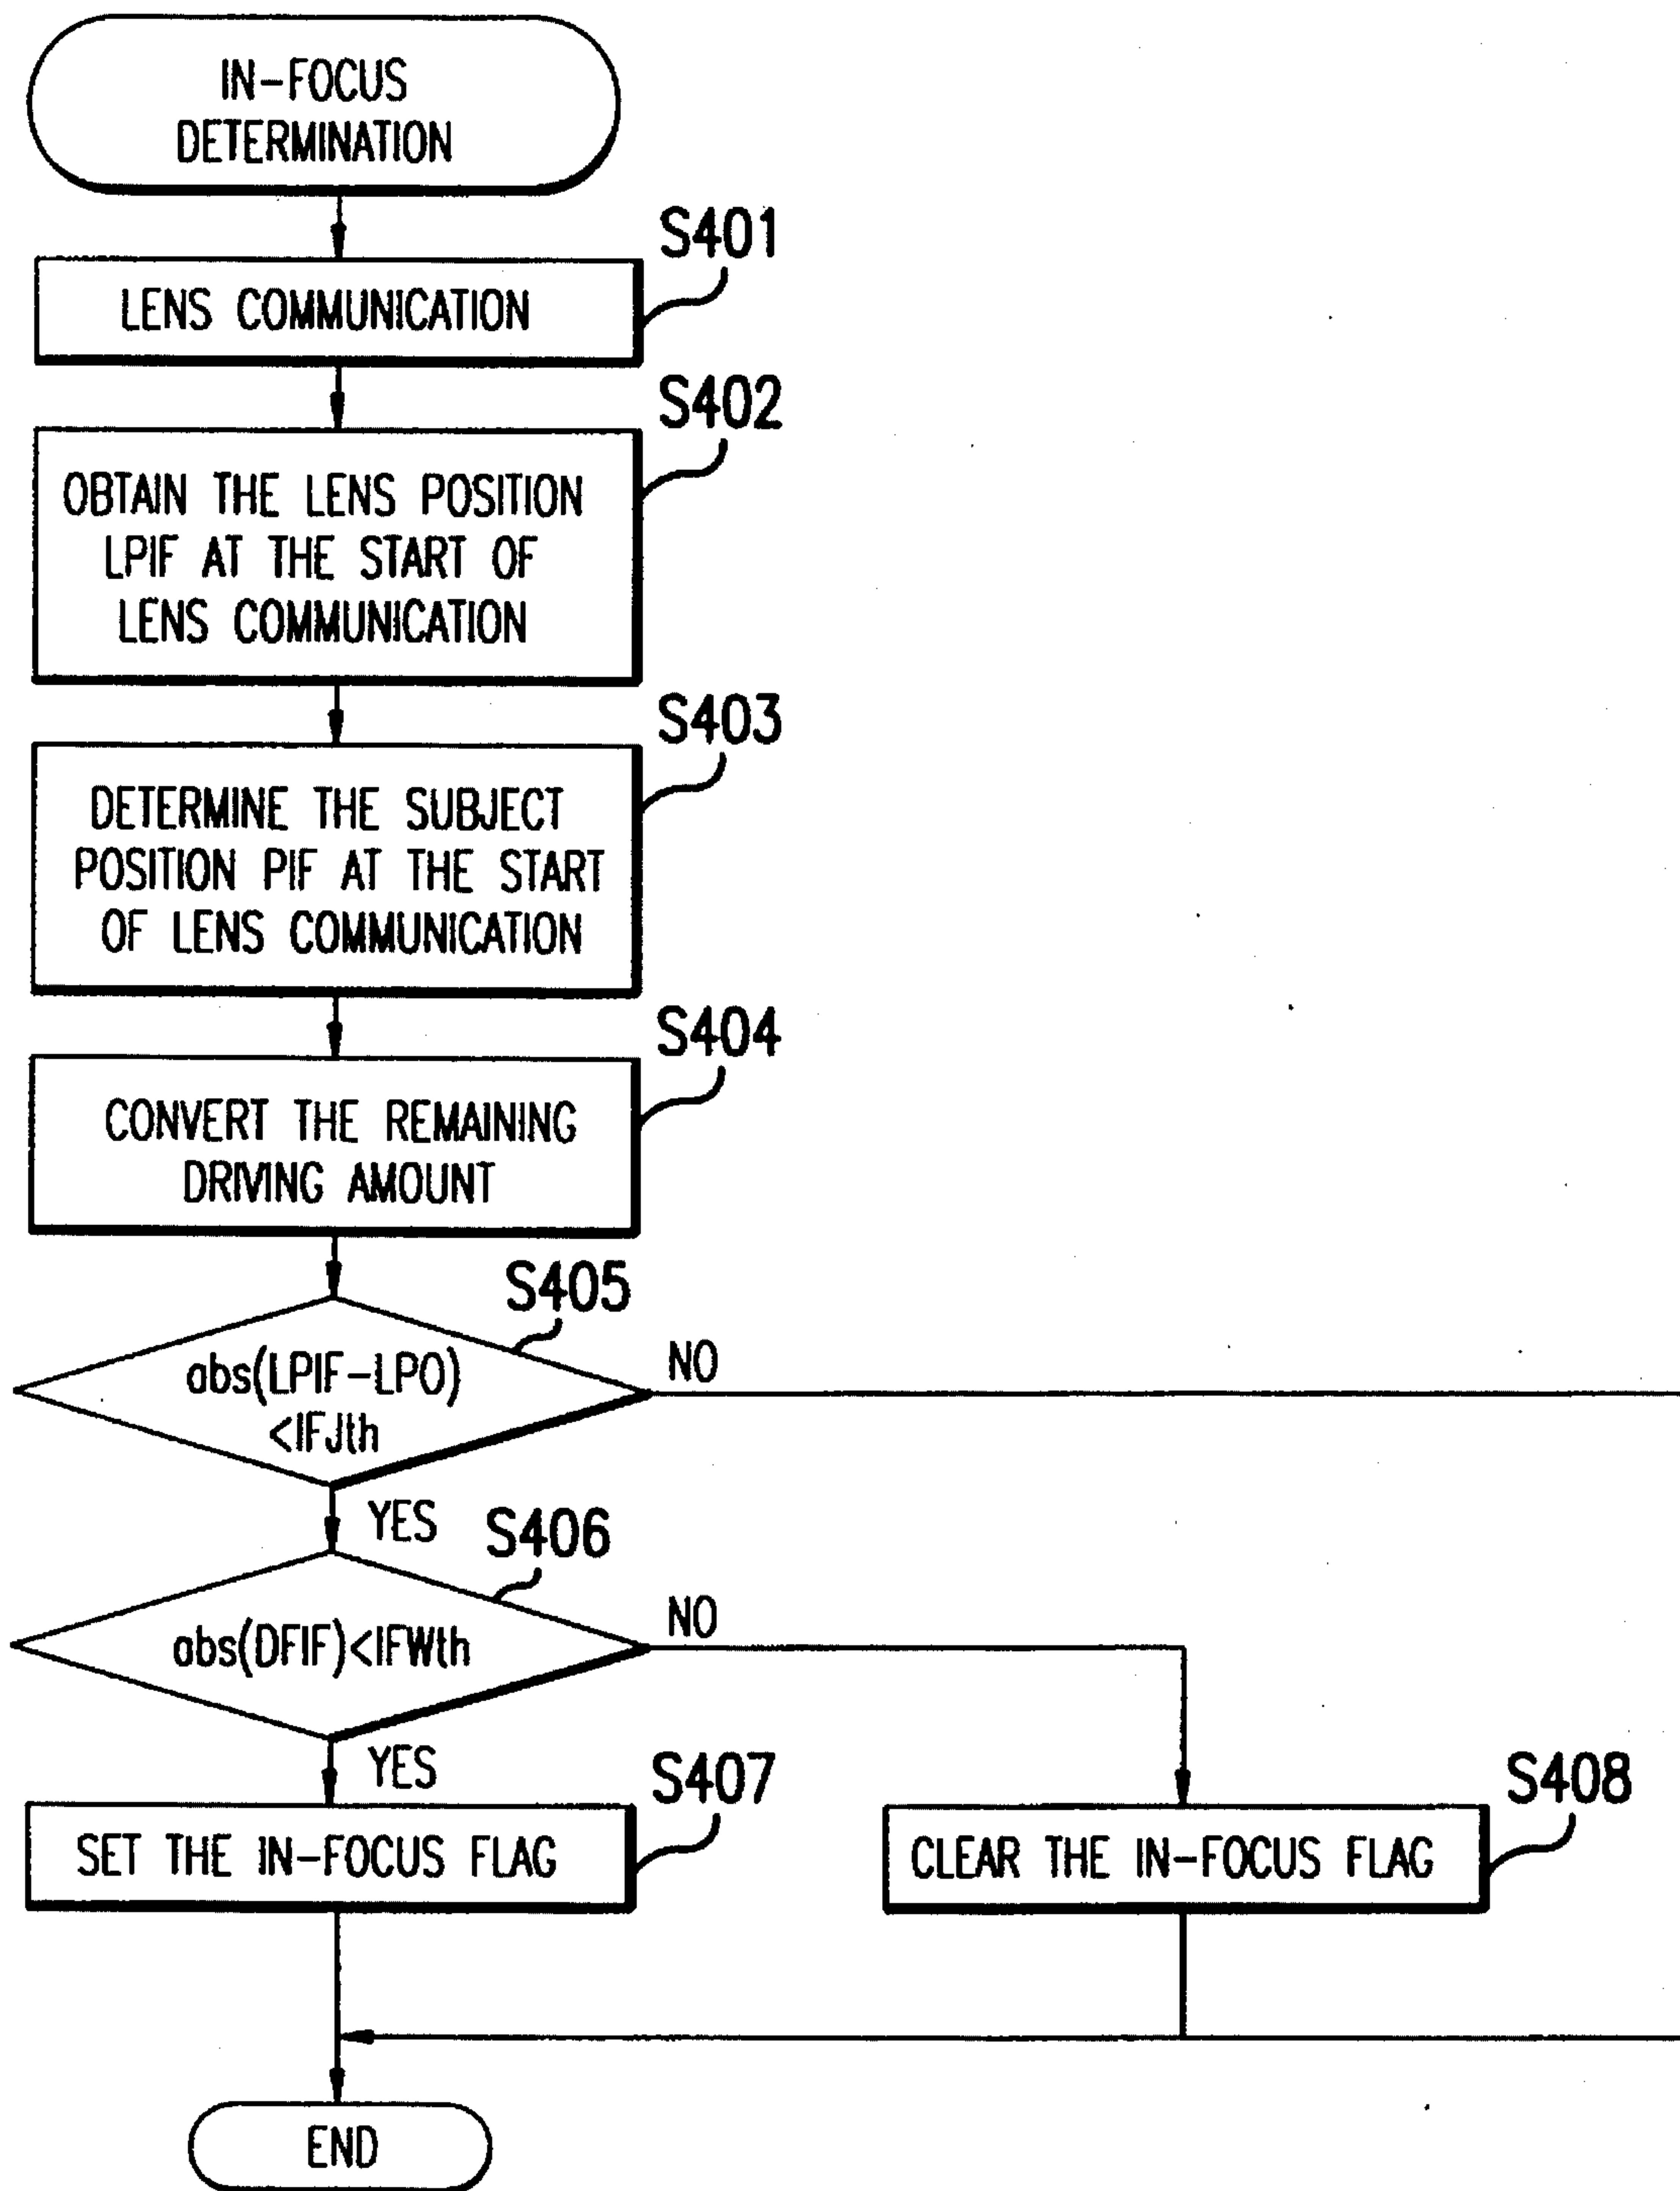 IN-FOCUS
DETERMINATION
S401
LENS COMMUNICATION
S402
OBTAIN THE LENS POSITION
LPIF AT THE START OF
LENS COMMUNICATION
S403
DETERMINE THE SUBJECT
POSITION PIF AT THE START
OF LENS COMMUNICATION
S404
CONVERT THE REMAINING
DRIVING AMOUNT
S405
abs(LPIF-LPO)
<IFJth
NO
YES
S406
abs(DFIF)<IFWth
NO
YES
S407
SET THE IN-FOCUS FLAG
S408
CLEAR THE IN-FOCUS FLAG
END